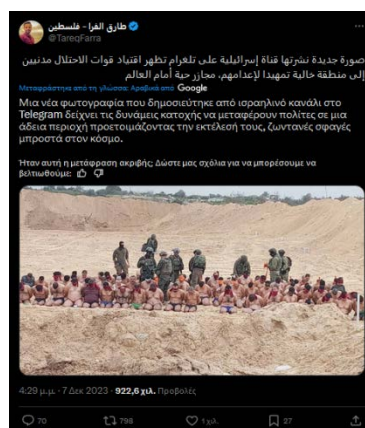 طارق الفرا - فلسطين
@TareqFarra
صورة جديدة نشرتها قناة إسرائيلية على تلغرام تظهر اقتياد قوات الاحتلال مدنيين
إلى منطقة خالية تمهيدا لإعدامهم، مجازر حية أمام العالم
Μεταφράστηκε από τη γλώσσα: Αραβικά από Google
Μια νέα φωτογραφία που δημοσιεύτηκε από ισραηλινό κανάλι στο
Telegram δείχνει τις δυνάμεις κατοχής να μεταφέρουν πολίτες σε μια
άδεια περιοχή προετοιμάζοντας την εκτέλεσή τους, ζωντανές σφαγές
μπροστά στον κόσμο.
Ήταν αυτή η μετάφραση ακριβής; Δώστε μας σχόλια για να μπορέσουμε να
βελτιωθούμε:
4:29 μ.μ. · 7 Δεκ 2023 · 922,6 χιλ. Προβολές
70 798 1 χιλ. 27